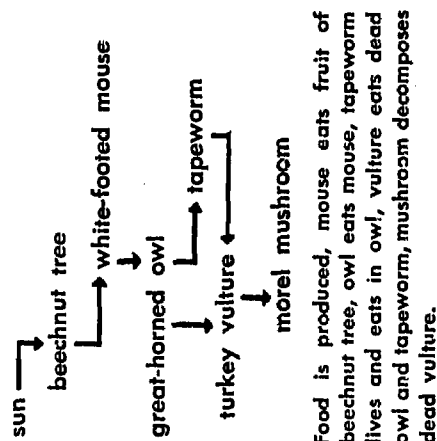 sun
beechnut tree
white-footed mouse
great-horned owl
tapeworm
turkey vulture
morel mushroom
Food is produced, mouse eats fruit of
beechnut tree, owl eats mouse, tapeworm
lives and eats in owl, vulture eats dead
owl and tapeworm, mushroom decomposes
dead vulture.